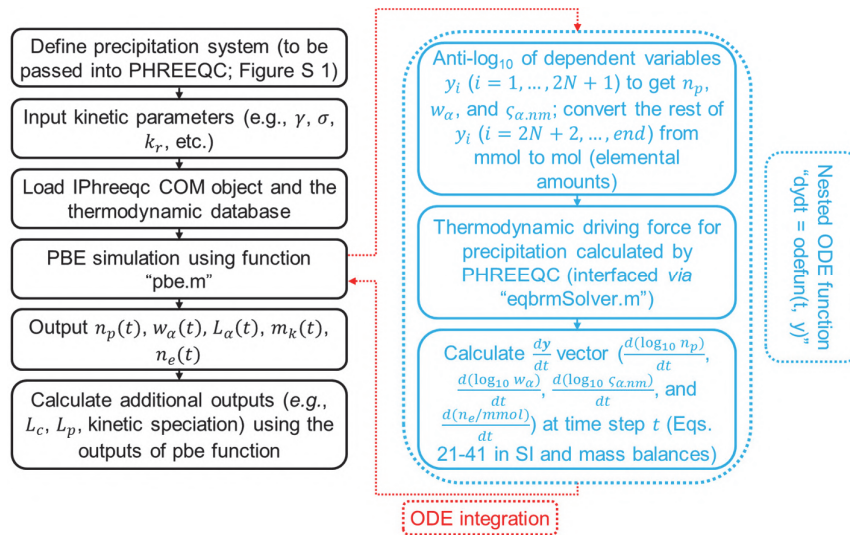 Define precipitation system (to be
passed into PHREEQC; Figure S 1)
Input kinetic parameters (e.g., γ, σ,
k_r, etc.)
Load IPhreeqc COM object and the
thermodynamic database
PBE simulation using function
“pbe.m”
Output n_p(t), w_α(t), L_α(t), m_k(t),
n_e(t)
Calculate additional outputs (e.g.,
L_c, L_p, kinetic speciation) using the
outputs of pbe function
Anti-log₁₀ of dependent variables
y_i (i = 1, … , 2N + 1) to get n_p,
w_α, and ς_α.nm; convert the rest of
y_i (i = 2N + 2, … , end) from
mmol to mol (elemental
amounts)
Thermodynamic driving force for
precipitation calculated by
PHREEQC (interfaced via
“eqbrmSolver.m”)
Calculate dy/dt vector (d(log₁₀ n_p)/dt,
d(log₁₀ w_α)/dt, d(log₁₀ ς_α.nm)/dt, and
d(n_e/mmol)/dt) at time step t (Eqs.
21-41 in SI and mass balances)
Nested ODE function
“dydt = odefun(t, y)”
ODE integration